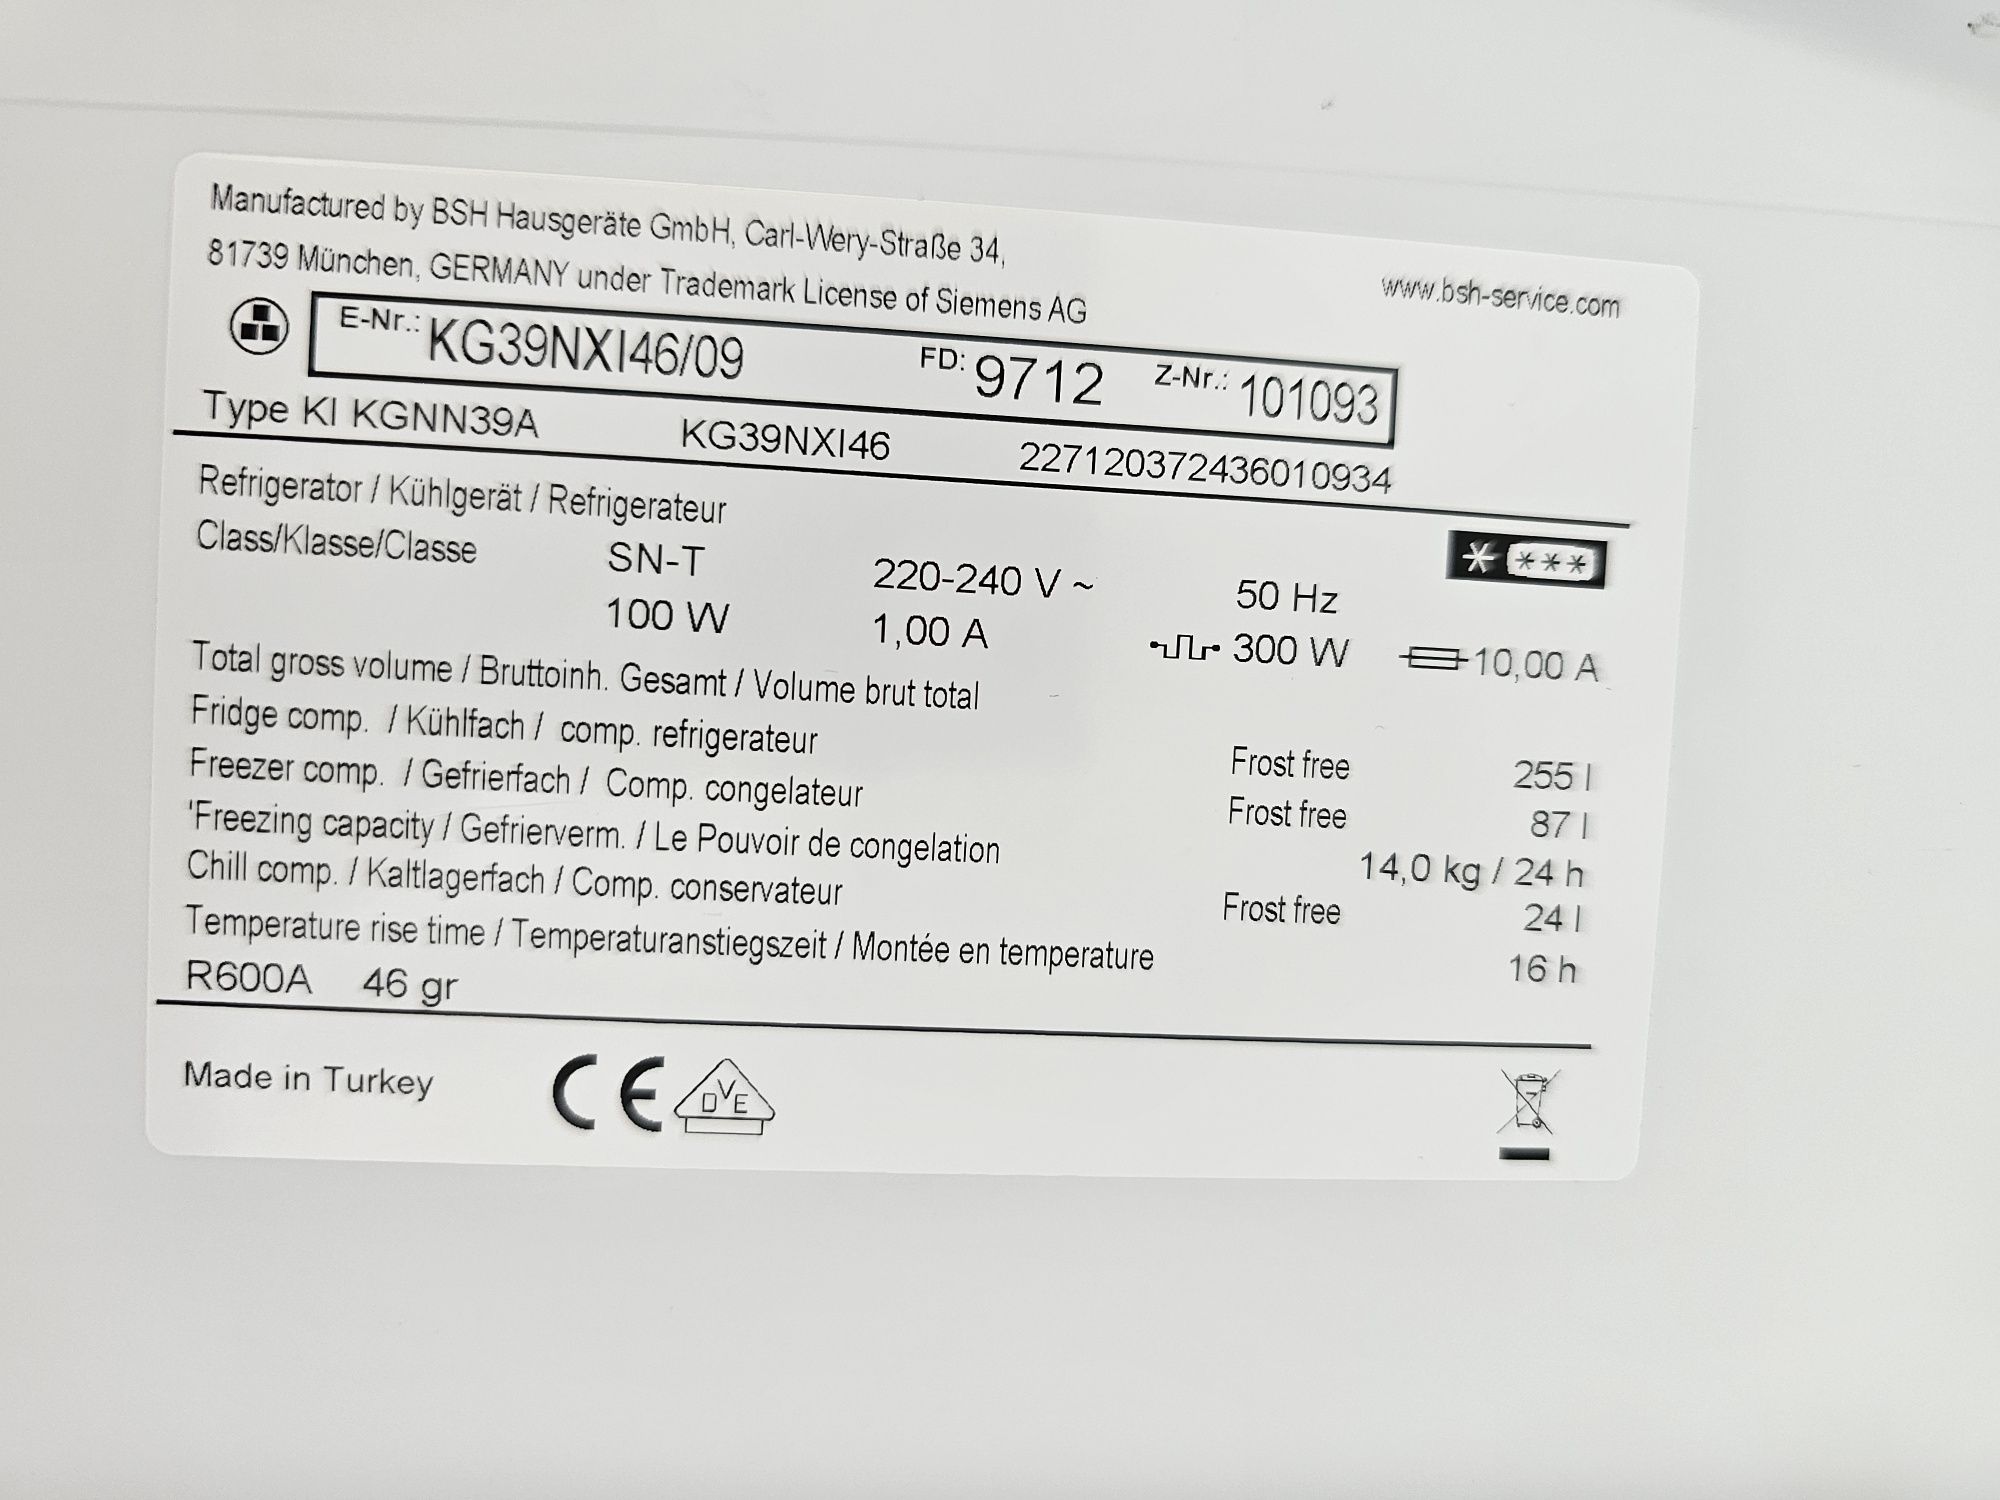 Manufactured by BSH Hausgeräte GmbH, Carl-Wery-Straße 34,
81739 München, GERMANY under Trademark License of Siemens AG
www.bsh-service.com
E-Nr.: KG39NXI46/09 FD: 9712 Z-Nr.: 101093
Type KI KGNN39A KG39NXI46 227120372436010934
Refrigerator / Kühlgerät / Refrigerateur
Class/Klasse/Classe SN-T 220-240 V ~ 50 Hz
100 W 1,00 A 300 W 10,00 A
Total gross volume / Bruttoinh. Gesamt / Volume brut total
Fridge comp. / Kühlfach / comp. refrigerateur Frost free 255 l
Freezer comp. / Gefrierfach / Comp. congelateur Frost free 87 l
'Freezing capacity / Gefrierverm. / Le Pouvoir de congelation 14,0 kg / 24 h
Chill comp. / Kaltlagerfach / Comp. conservateur Frost free 24 l
Temperature rise time / Temperaturanstiegszeit / Montée en temperature 16 h
R600A 46 gr
Made in Turkey CE DVE